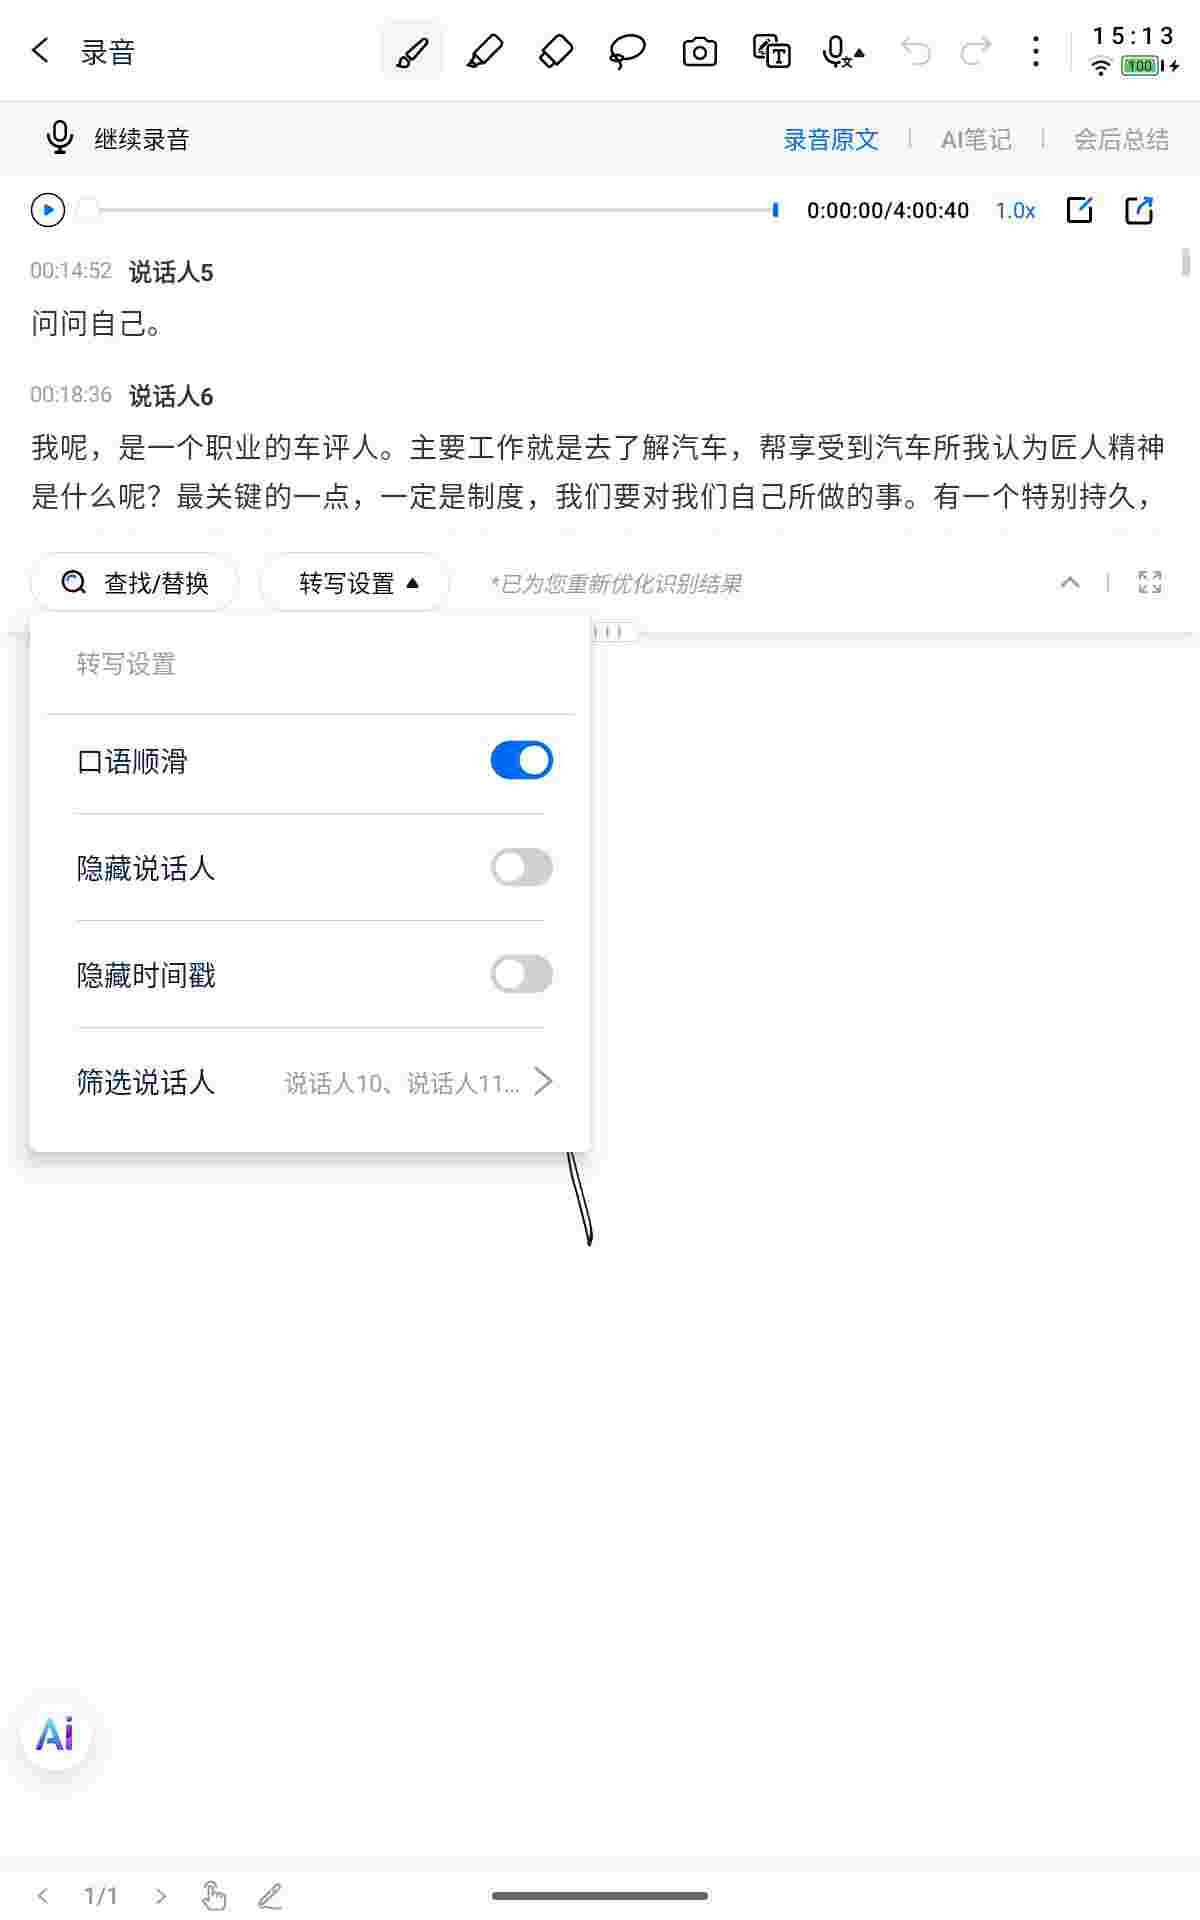 录音
15:13
100
继续录音
录音原文
AI笔记
会后总结
0:00:00/4:00:40
1.0x
00:14:52 说话人5
问问自己。
00:18:36 说话人6
我呢，是一个职业的车评人。主要工作就是去了解汽车，帮享受到汽车所我认为匠人精神
是什么呢？最关键的一点，一定是制度，我们要对我们自己所做的事。有一个特别持久，
查找/替换
转写设置
*已为您重新优化识别结果
转写设置
口语顺滑
隐藏说话人
隐藏时间戳
筛选说话人
说话人10、说话人11...
Ai
1/1